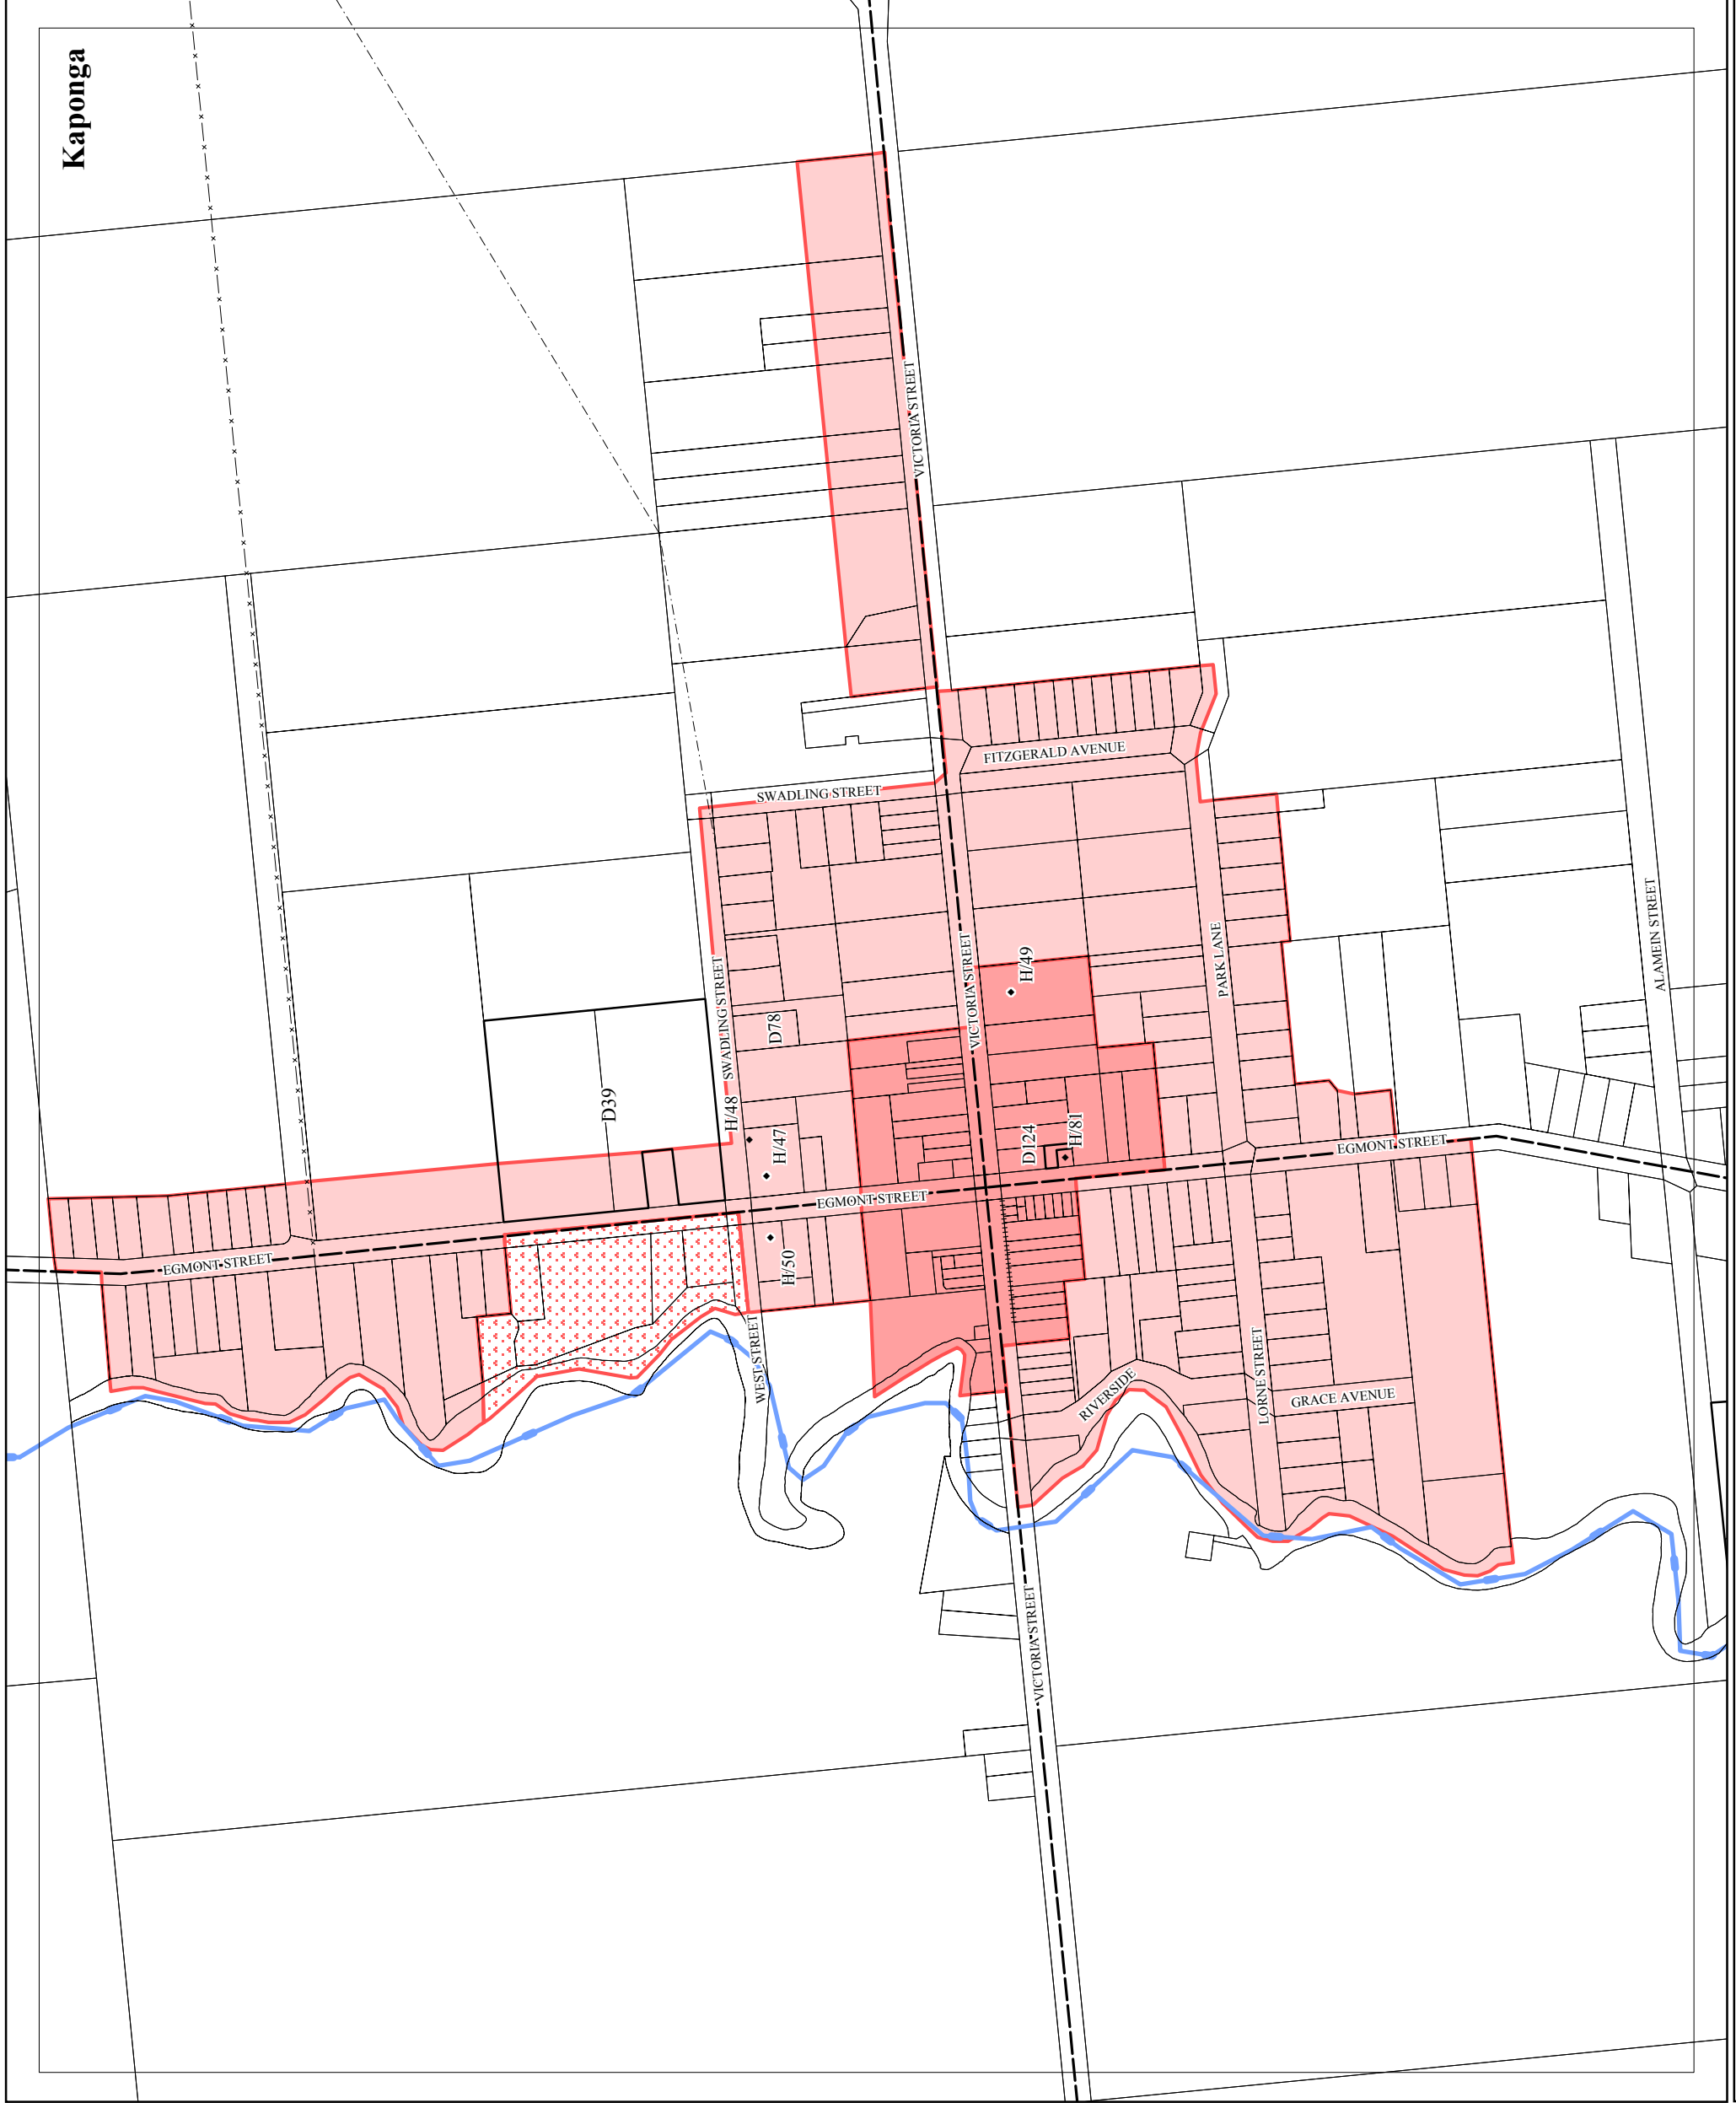 Kaponga
VICTORIA STREET
FITZGERALD AVENUE
SWADLING STREET
ALAMEIN STREET
PARK LANE
VICTORIA STREET
H/49
SWADLING STREET
D78
D39
H/48
H/47
D124
H/81
EGMONT STREET
EGMONT STREET
EGMONT STREET
H/50
WEST STREET
RIVERSIDE
LORNE STREET
GRACE AVENUE
VICTORIA STREET